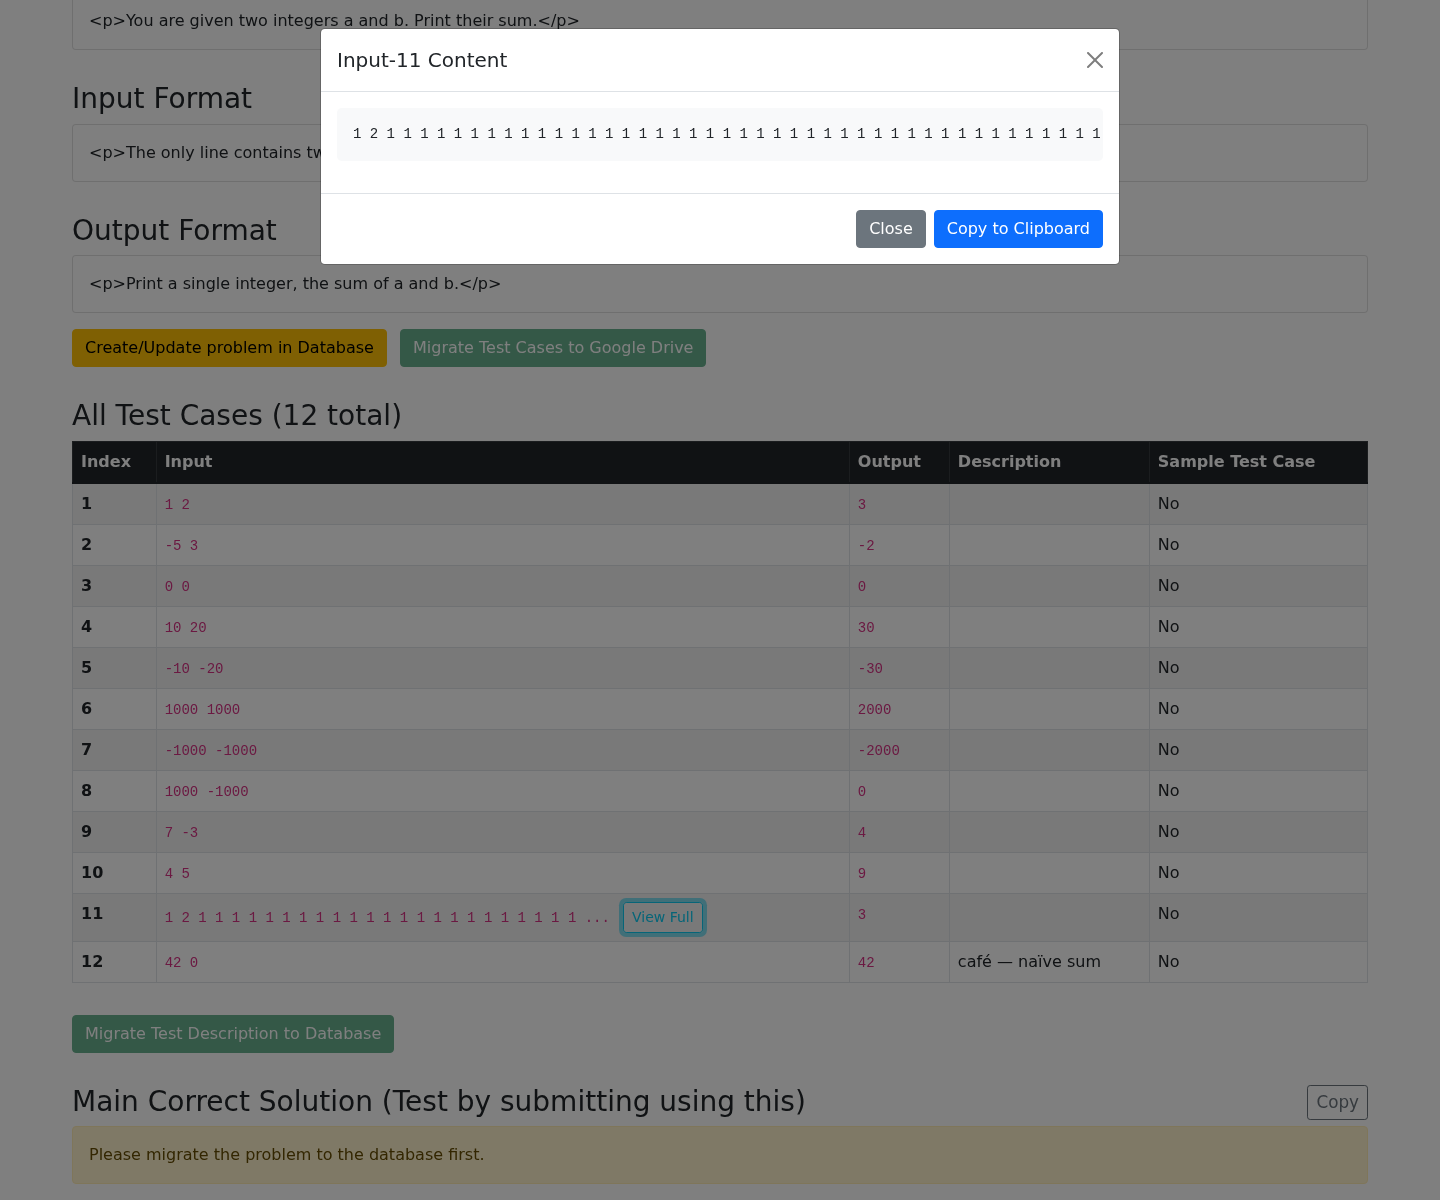 <p>You are given two integers a and b. Print their sum.</p>
Input-11 Content
1 2 1 1 1 1 1 1 1 1 1 1 1 1 1 1 1 1 1 1 1 1 1 1 1 1 1 1 1 1 1 1 1 1 1 1 1 1 1 1 1 1 1 1 1
Close
Copy to Clipboard
Input Format
<p>The only line contains tw
Output Format
<p>Print a single integer, the sum of a and b.</p>
Create/Update problem in Database
Migrate Test Cases to Google Drive
All Test Cases (12 total)
Index Input Output Description Sample Test Case
1 1 2 3 No
2 -5 3 -2 No
3 0 0 0 No
4 10 20 30 No
5 -10 -20 -30 No
6 1000 1000 2000 No
7 -1000 -1000 -2000 No
8 1000 -1000 0 No
9 7 -3 4 No
10 4 5 9 No
11 1 2 1 1 1 1 1 1 1 1 1 1 1 1 1 1 1 1 1 1 1 1 1 1 1 ... View Full 3 No
12 42 0 42 café — naïve sum No
Migrate Test Description to Database
Main Correct Solution (Test by submitting using this)
Copy
Please migrate the problem to the database first.